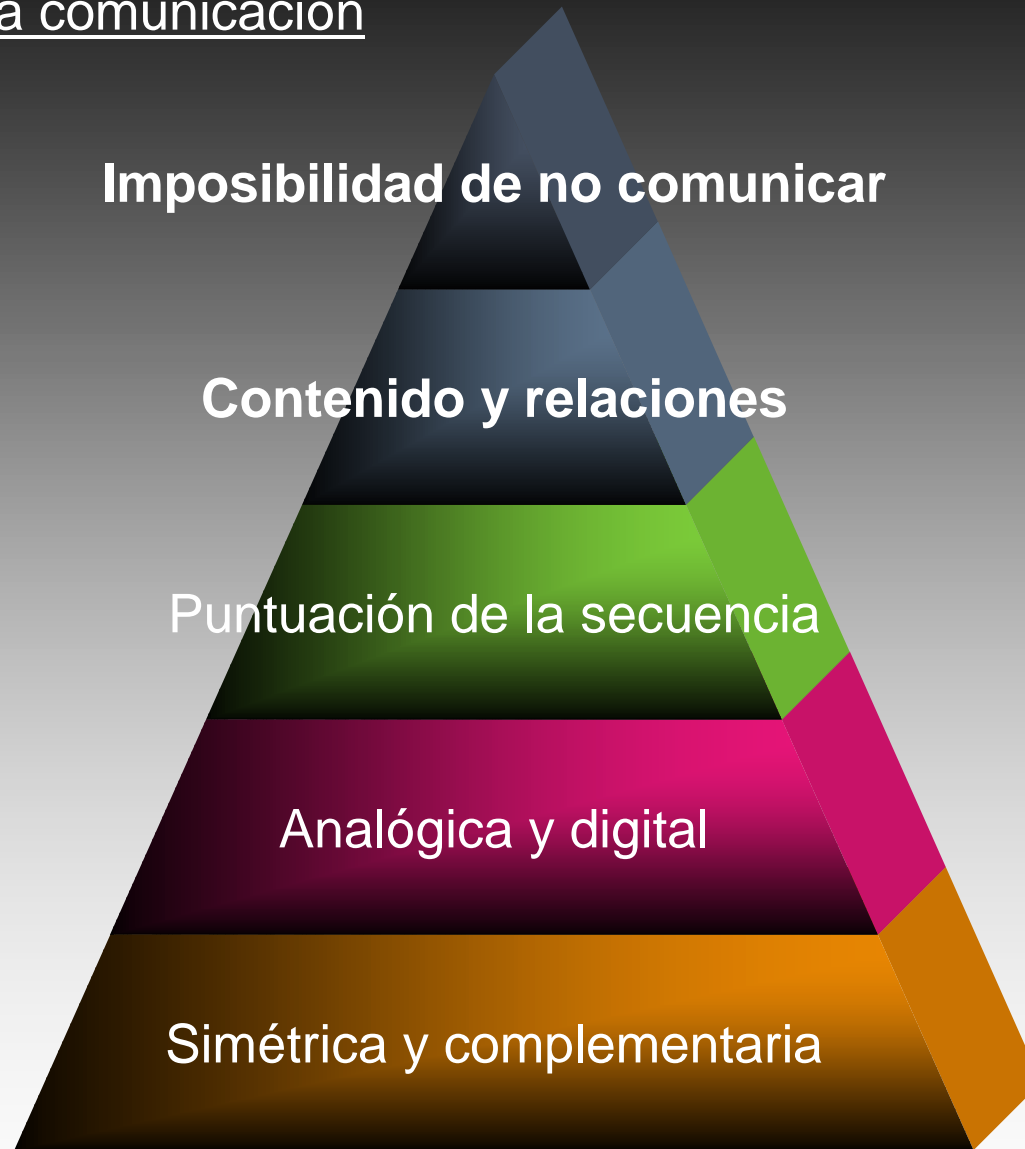 a comunicación
Imposibilidad de no comunicar
Contenido y relaciones
Puntuación de la secuencia
Analógica y digital
Simétrica y complementaria